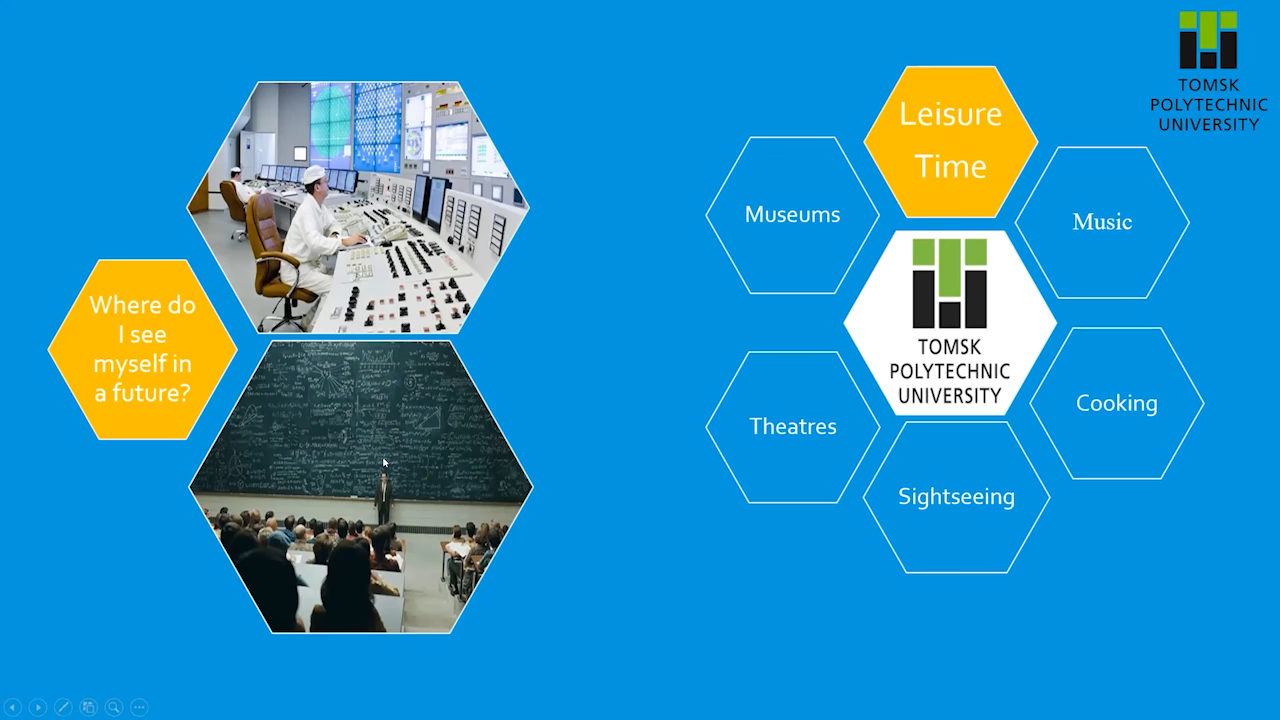 Where do
I see
myself in
a future?
Leisure
Time
Museums
Music
TOMSK
POLYTECHNIC
UNIVERSITY
Theatres
Cooking
Sightseeing
TOMSK
POLYTECHNIC
UNIVERSITY